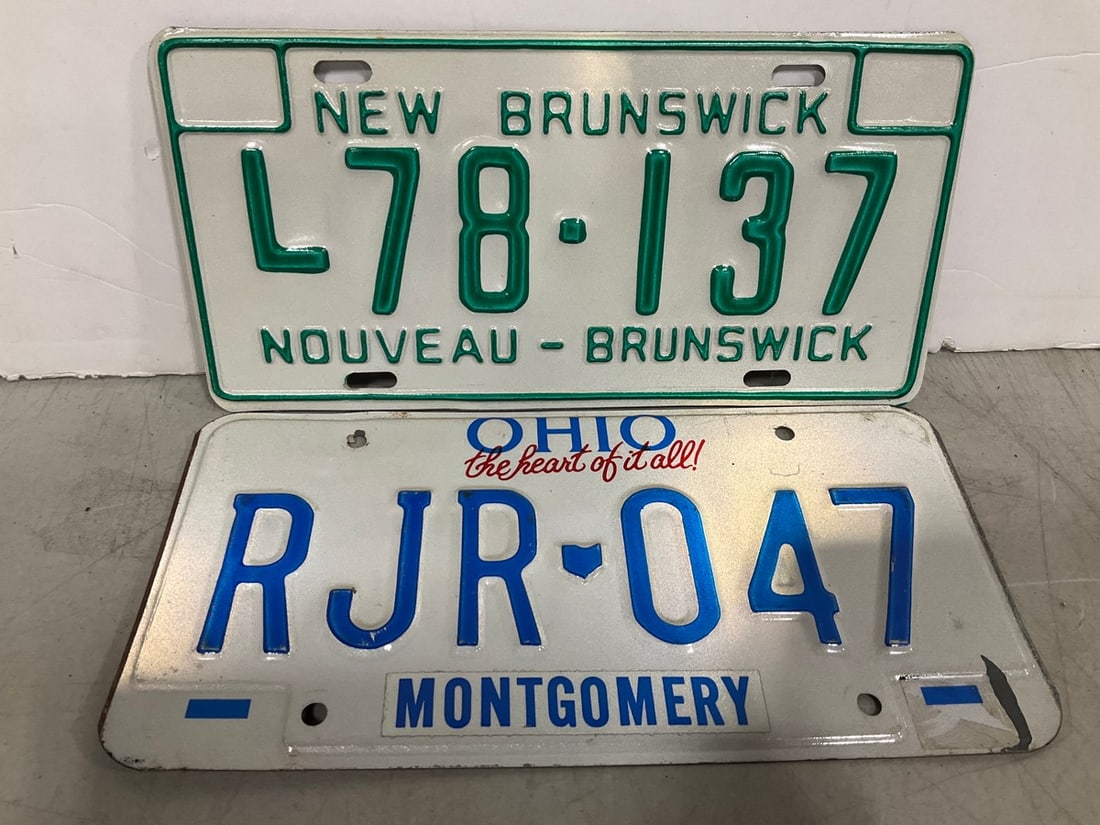 NEW BRUNSWICK
L78·137
NOUVEAU-BRUNSWICK
OHIO
the heart of it all!
RJR 047
MONTGOMERY